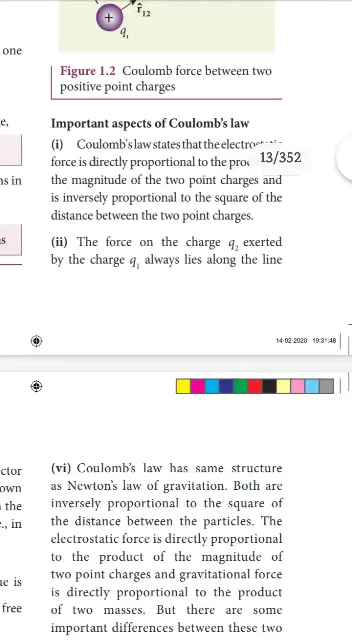 +
r̂12
q1
one
Figure 1.2 Coulomb force between two
positive point charges
e,
Important aspects of Coulomb's law
(i) Coulomb's law states that the electrostatic
force is directly proportional to the
13/352
ns in
the magnitude of the two point charges and
is inversely proportional to the square of the
distance between the two point charges.
s
(ii) The force on the charge q2 exerted
by the charge q1 always lies along the line
14-02-2020 19:31:48
ctor
(vi) Coulomb's law has same structure
own
as Newton's law of gravitation. Both are
n the
inversely proportional to the square of
e., in
the distance between the particles. The
electrostatic force is directly proportional
to the product of the magnitude of
two point charges and gravitational force
ue is
is directly proportional to the product
free
of two masses. But there are some
important differences between these two